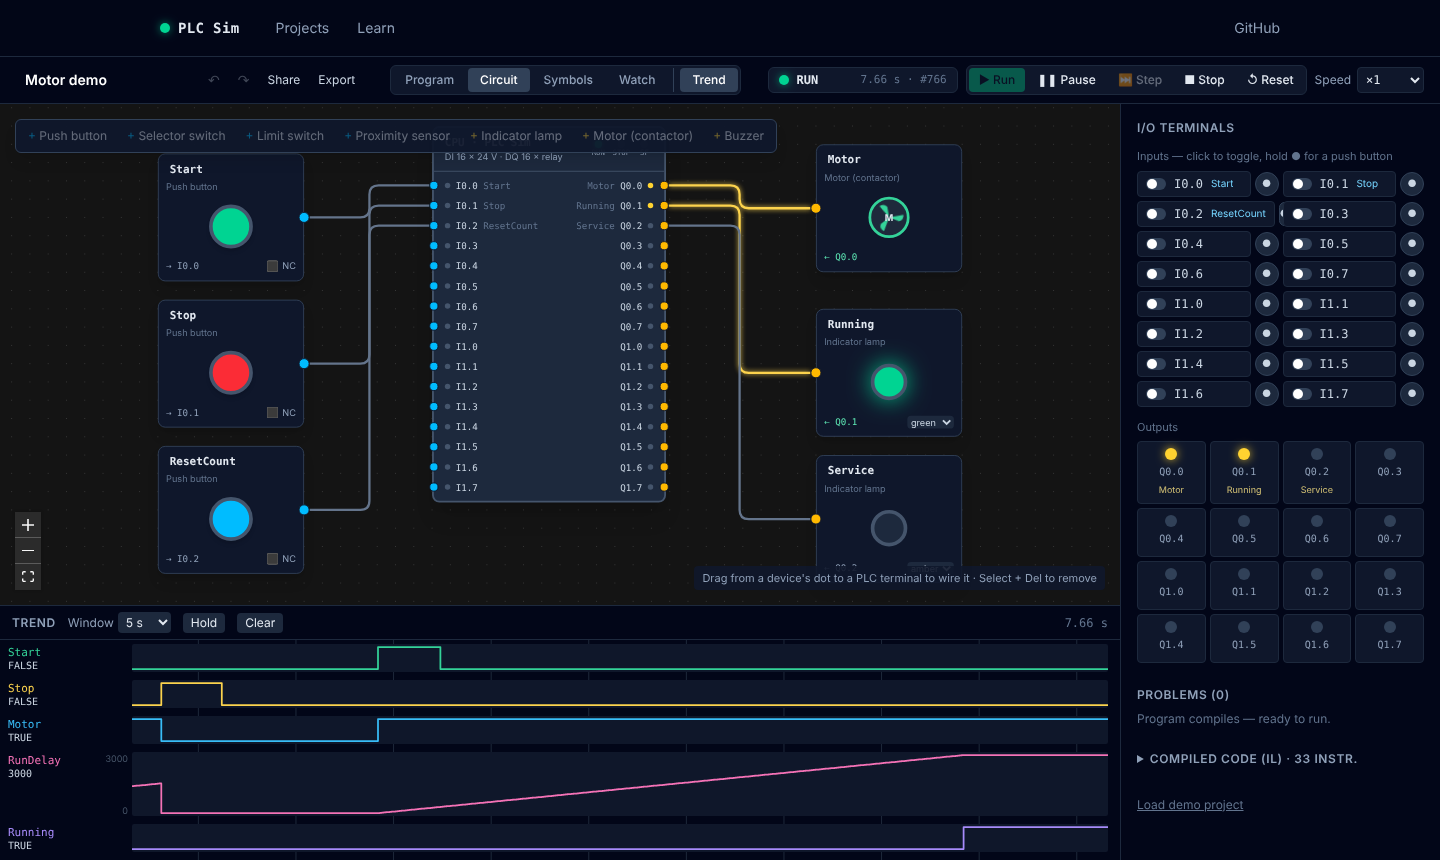 PLC Sim Projects Learn GitHub
Motor demo ↶ ↷ Share Export Program Circuit Symbols Watch Trend RUN 7.66 s · #766 ▶ Run ❚❚ Pause ⏩ Step ■ Stop ↺ Reset Speed ×1
+ Push button + Selector switch + Limit switch + Proximity sensor + Indicator lamp + Motor (contactor) + Buzzer
DI 16 × 24 V · DQ 16 × relay
Start
Push button
→ I0.0 NC
Stop
Push button
→ I0.1 NC
ResetCount
Push button
→ I0.2 NC
I0.0 Start Motor Q0.0
I0.1 Stop Running Q0.1
I0.2 ResetCount Service Q0.2
I0.3 Q0.3
I0.4 Q0.4
I0.5 Q0.5
I0.6 Q0.6
I0.7 Q0.7
I1.0 Q1.0
I1.1 Q1.1
I1.2 Q1.2
I1.3 Q1.3
I1.4 Q1.4
I1.5 Q1.5
I1.6 Q1.6
I1.7 Q1.7
Motor
Motor (contactor)
M
← Q0.0
Running
Indicator lamp
← Q0.1 green
Service
Indicator lamp
Drag from a device's dot to a PLC terminal to wire it · Select + Del to remove
I/O TERMINALS
Inputs — click to toggle, hold ● for a push button
I0.0 Start I0.1 Stop
I0.2 ResetCount I0.3
I0.4 I0.5
I0.6 I0.7
I1.0 I1.1
I1.2 I1.3
I1.4 I1.5
I1.6 I1.7
Outputs
Q0.0 Q0.1 Q0.2 Q0.3
Motor Running Service
Q0.4 Q0.5 Q0.6 Q0.7
Q1.0 Q1.1 Q1.2 Q1.3
Q1.4 Q1.5 Q1.6 Q1.7
PROBLEMS (0)
Program compiles — ready to run.
▶ COMPILED CODE (IL) · 33 INSTR.
Load demo project
TREND Window 5 s Hold Clear 7.66 s
Start
FALSE
Stop
FALSE
Motor
TRUE
RunDelay 3000
3000
0
Running
TRUE